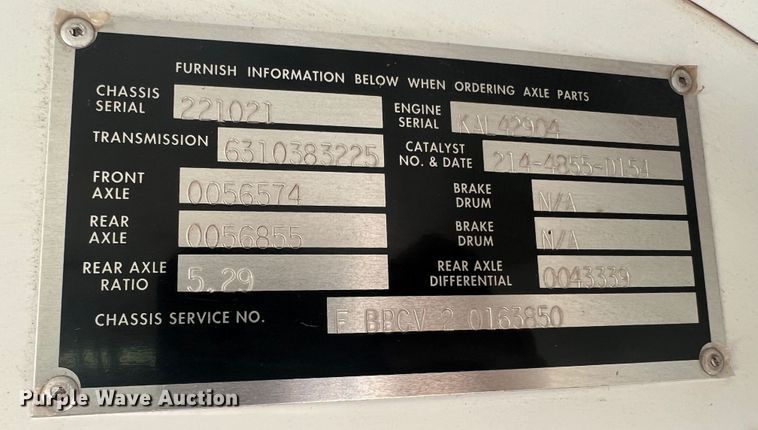 FURNISH INFORMATION BELOW WHEN ORDERING AXLE PARTS
CHASSIS SERIAL 221021
ENGINE SERIAL KAL42904
TRANSMISSION 6310383225
CATALYST NO. & DATE 214-4855-D154
FRONT AXLE 0056574
BRAKE DRUM N/A
REAR AXLE 0056855
BRAKE DRUM N/A
REAR AXLE RATIO 5.29
REAR AXLE DIFFERENTIAL 0043339
CHASSIS SERVICE NO. F BBCV 2 0163850
Purple Wave Auction